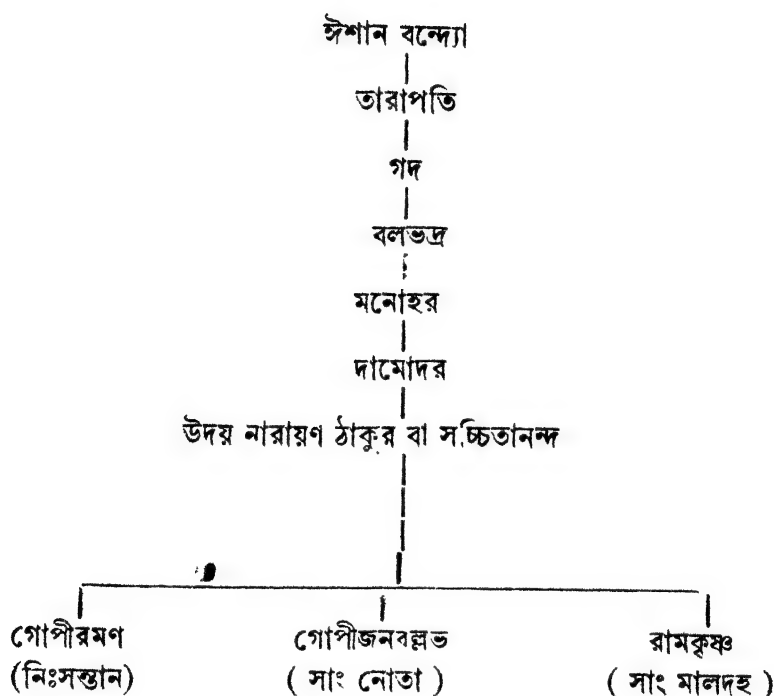 ঈশান বন্দ্যো
তারাপতি
গদ
বলভদ্র
মনোহর
দামোদর
উদয় নারায়ণ ঠাকুর বা সচ্চিতানন্দ
গোপীরমণ গোপীজনবল্লভ রামকৃষ্ণ
(নিঃসন্তান) ( সাং নোতা ) ( সাং মালদহ )